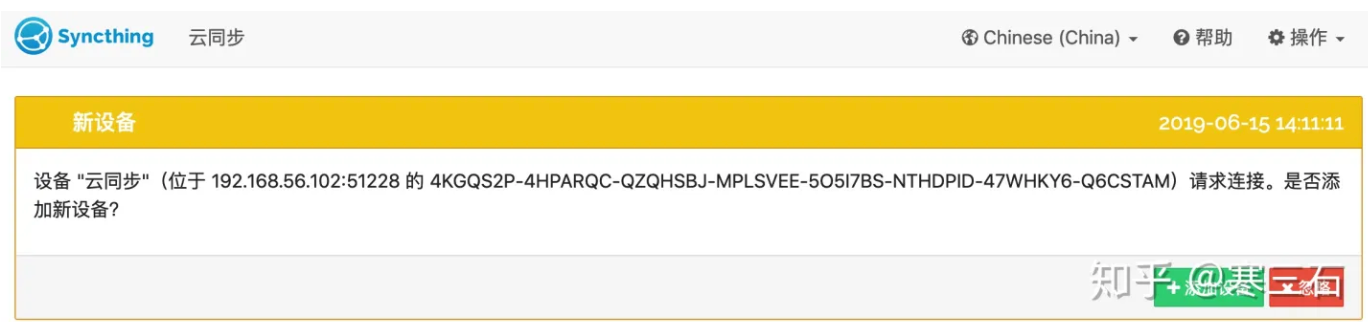 Syncthing 云同步 Chinese (China) 帮助 操作
新设备 2019-06-15 14:11:11
设备 "云同步"（位于 192.168.56.102:51228 的 4KGQS2P-4HPARQC-QZQHSBJ-MPLSVEE-5O5I7BS-NTHDPID-47WHKY6-Q6CSTAM）请求连接。是否添
加新设备？
添加设备 忽略
知乎 @寒三石